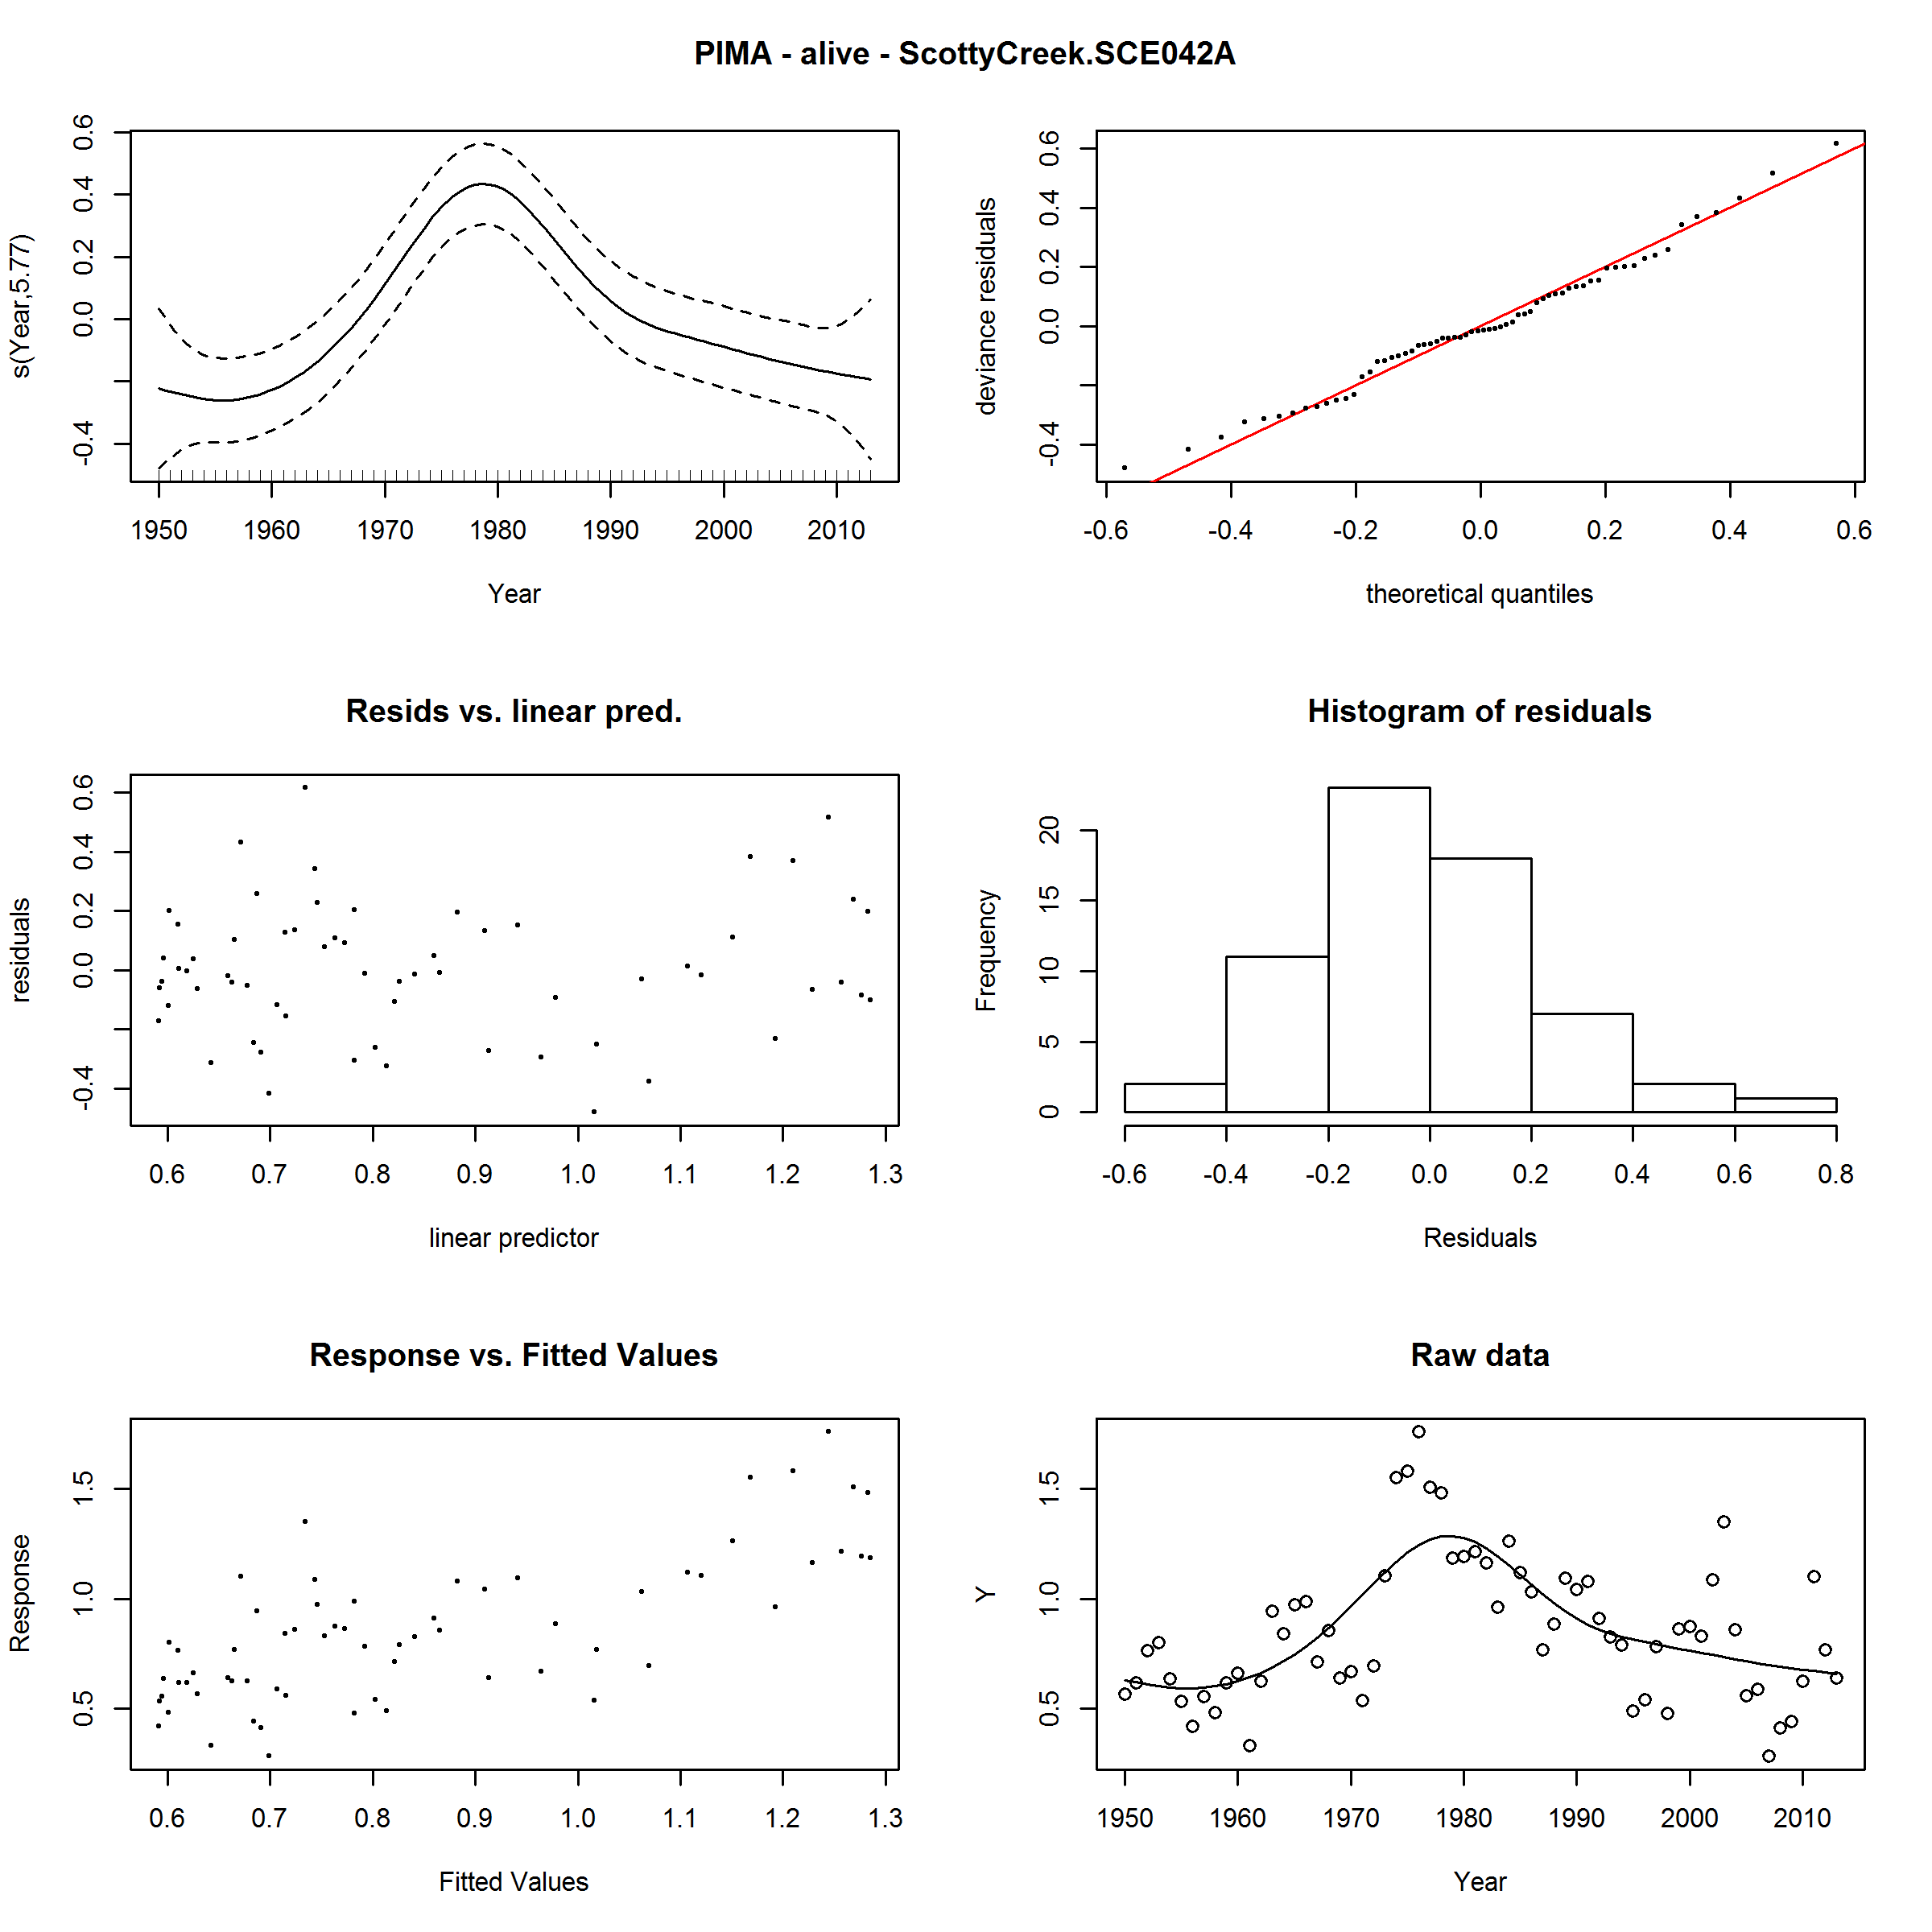 PIMA - alive - ScottyCreek.SCE042A
s(Year,5.77)
-0.4 0.0 0.2 0.4 0.6
1950 1960 1970 1980 1990 2000 2010
Year
deviance residuals
-0.4 0.0 0.2 0.4 0.6
-0.6 -0.4 -0.2 0.0 0.2 0.4 0.6
theoretical quantiles
Resids vs. linear pred.
residuals
-0.4 0.0 0.2 0.4 0.6
0.6 0.7 0.8 0.9 1.0 1.1 1.2 1.3
linear predictor
Histogram of residuals
Frequency
0 5 10 15 20
-0.6 -0.4 -0.2 0.0 0.2 0.4 0.6 0.8
Residuals
Response vs. Fitted Values
Response
0.5 1.0 1.5
0.6 0.7 0.8 0.9 1.0 1.1 1.2 1.3
Fitted Values
Raw data
Y
0.5 1.0 1.5
1950 1960 1970 1980 1990 2000 2010
Year